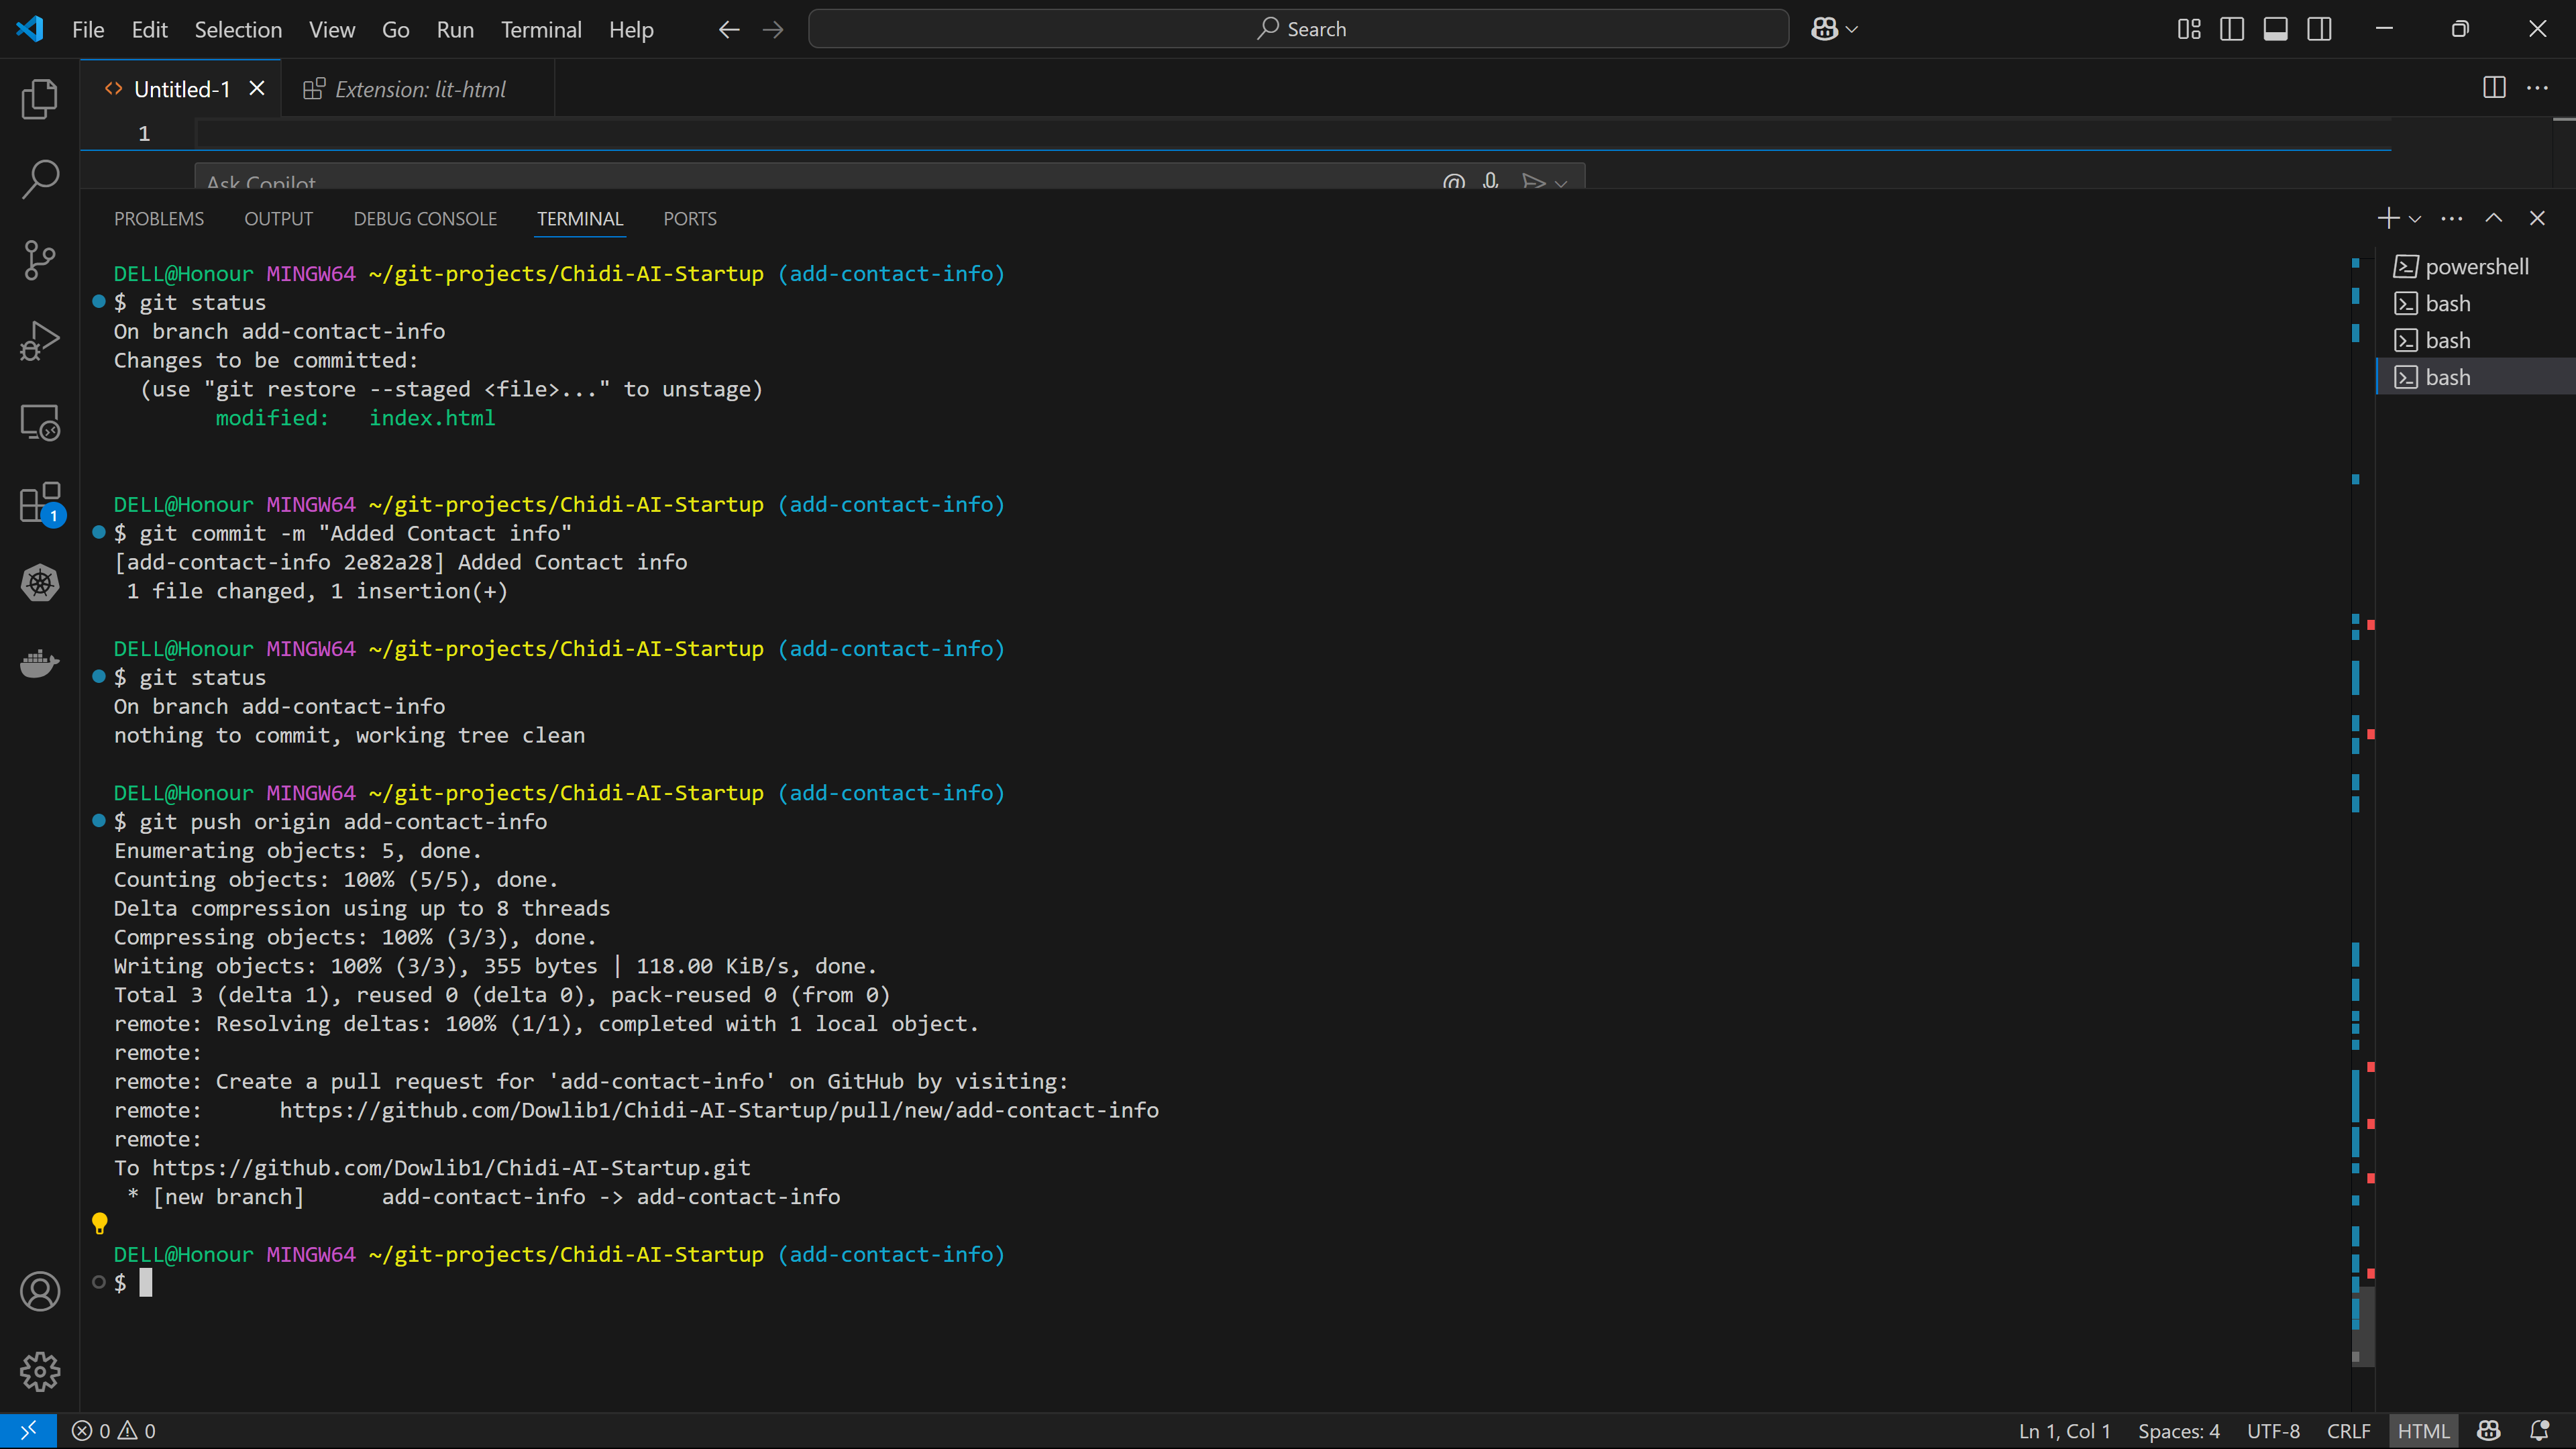 File Edit Selection View Go Run Terminal Help Search
Untitled-1 Extension: lit-html
1
Ask Copilot
PROBLEMS OUTPUT DEBUG CONSOLE TERMINAL PORTS
powershell
bash
bash
bash
DELL@Honour MINGW64 ~/git-projects/Chidi-AI-Startup (add-contact-info)
$ git status
On branch add-contact-info
Changes to be committed:
  (use "git restore --staged <file>..." to unstage)
        modified:   index.html
DELL@Honour MINGW64 ~/git-projects/Chidi-AI-Startup (add-contact-info)
$ git commit -m "Added Contact info"
[add-contact-info 2e82a28] Added Contact info
 1 file changed, 1 insertion(+)
DELL@Honour MINGW64 ~/git-projects/Chidi-AI-Startup (add-contact-info)
$ git status
On branch add-contact-info
nothing to commit, working tree clean
DELL@Honour MINGW64 ~/git-projects/Chidi-AI-Startup (add-contact-info)
$ git push origin add-contact-info
Enumerating objects: 5, done.
Counting objects: 100% (5/5), done.
Delta compression using up to 8 threads
Compressing objects: 100% (3/3), done.
Writing objects: 100% (3/3), 355 bytes | 118.00 KiB/s, done.
Total 3 (delta 1), reused 0 (delta 0), pack-reused 0 (from 0)
remote: Resolving deltas: 100% (1/1), completed with 1 local object.
remote:
remote: Create a pull request for 'add-contact-info' on GitHub by visiting:
remote:      https://github.com/Dowlib1/Chidi-AI-Startup/pull/new/add-contact-info
remote:
To https://github.com/Dowlib1/Chidi-AI-Startup.git
 * [new branch]      add-contact-info -> add-contact-info
DELL@Honour MINGW64 ~/git-projects/Chidi-AI-Startup (add-contact-info)
$
1
0 0 Ln 1, Col 1 Spaces: 4 UTF-8 CRLF HTML